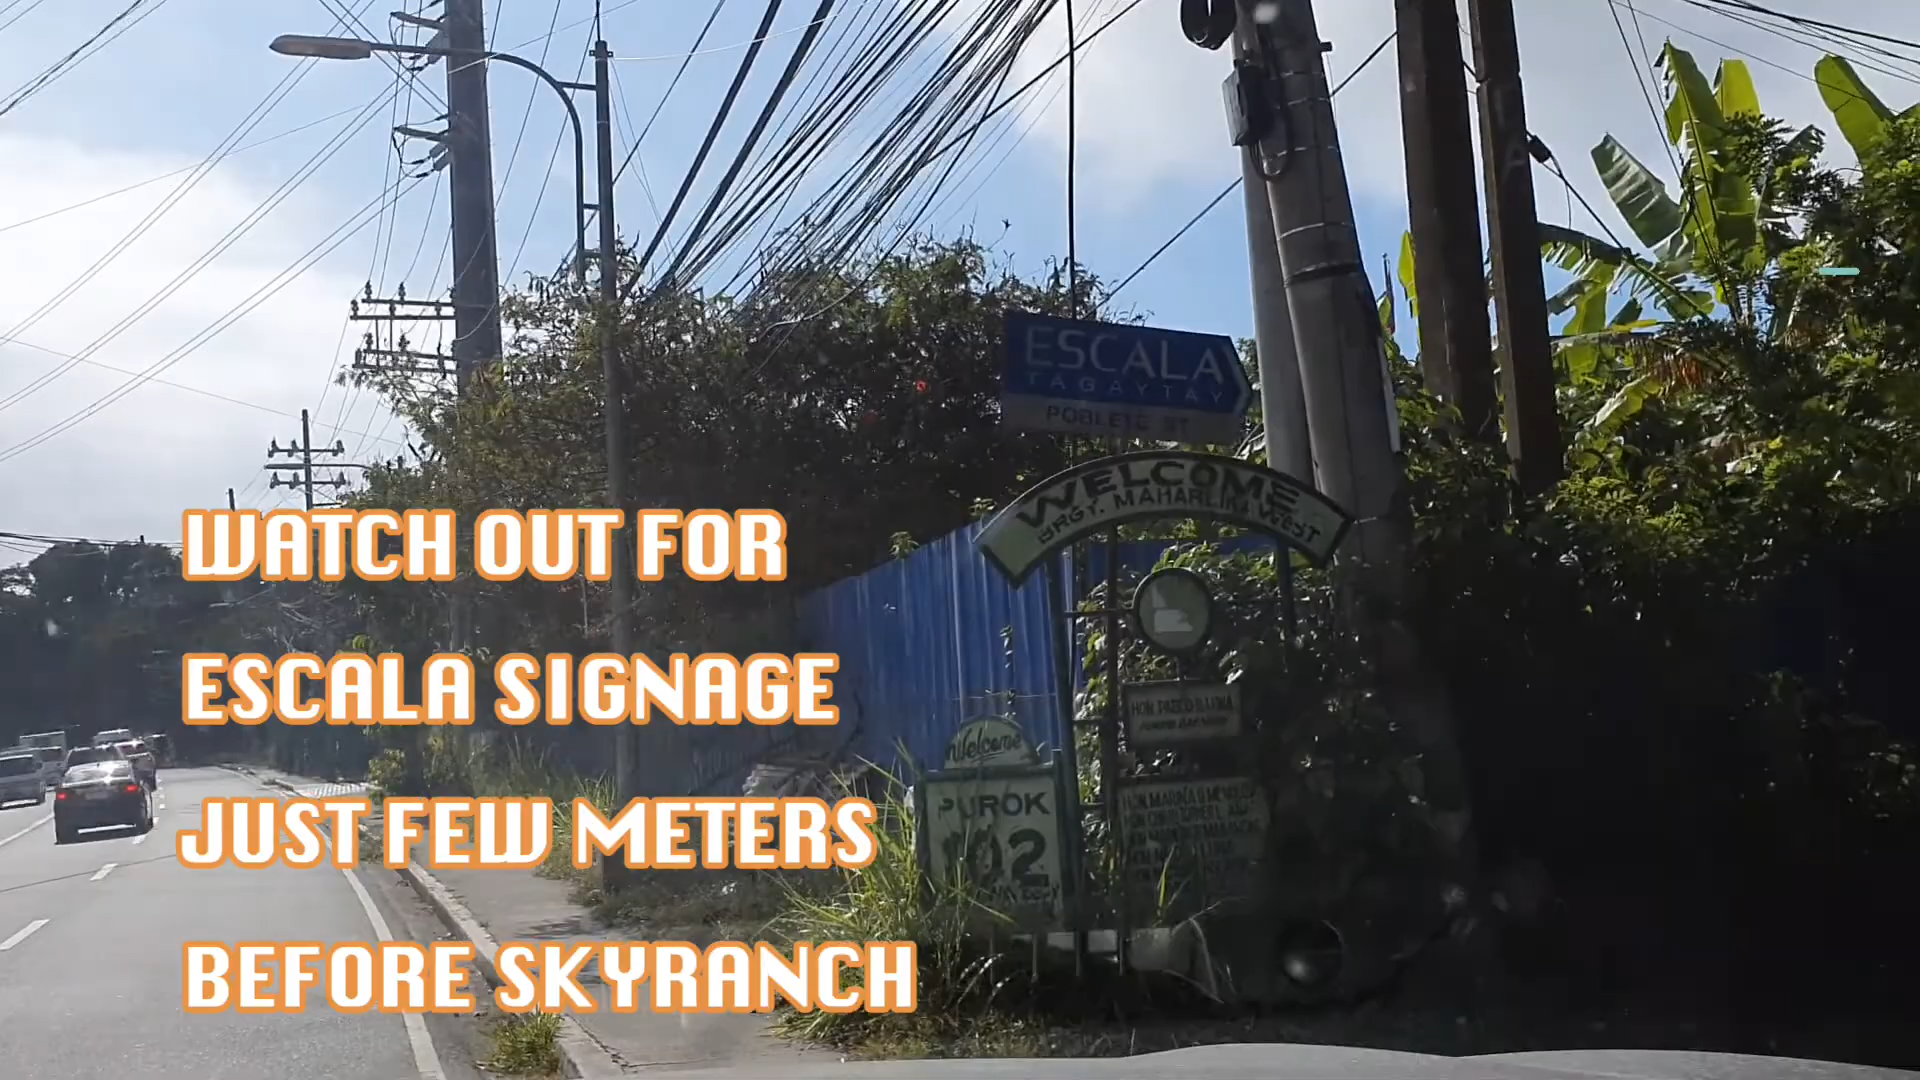 ESCALA
TAGAYTAY
POBLETE ST
WELCOME
BRGY. MAHARLIKA WEST
WATCH OUT FOR
ESCALA SIGNAGE
JUST FEW METERS
BEFORE SKYRANCH
Welcome
PUROK
102